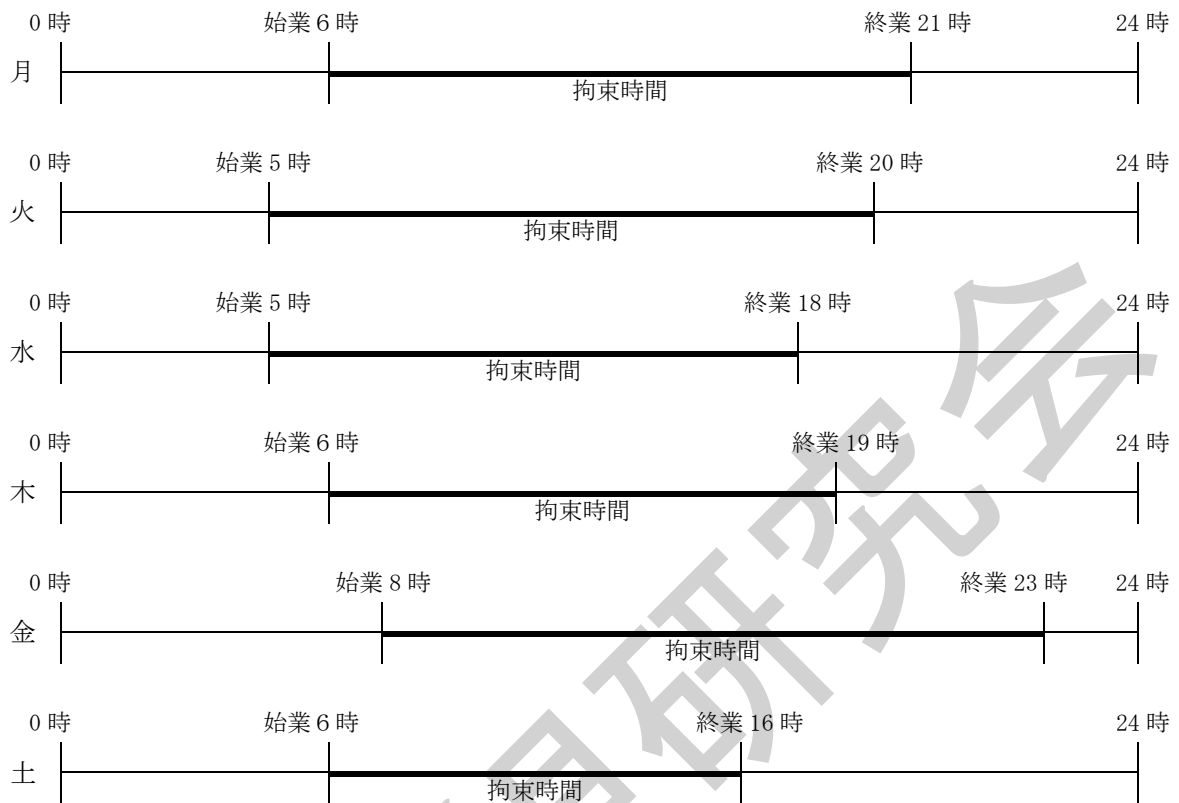 0時 始業6時 終業21時 24時
月
拘束時間
0時 始業5時 終業20時 24時
火
拘束時間
0時 始業5時 終業18時 24時
水
拘束時間
0時 始業6時 終業19時 24時
木
拘束時間
0時 始業8時 終業23時 24時
金
拘束時間
0時 始業6時 終業16時 24時
土
拘束時間
研究会